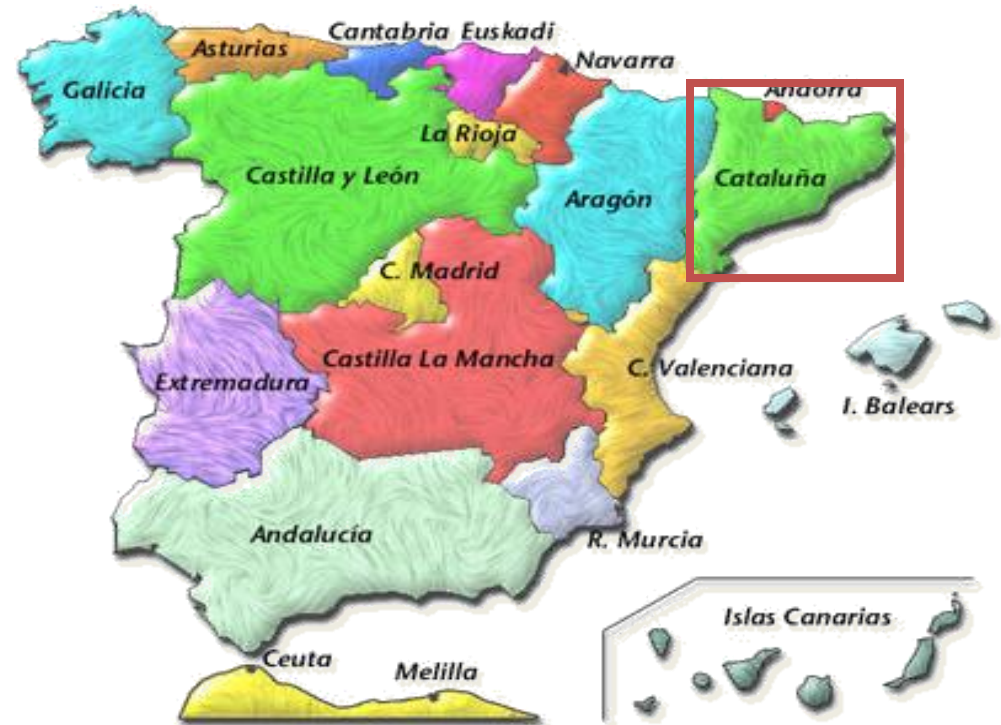 Cantabria Euskadi
Asturias
Navarra
Galicia
Andorra
La Rioja
Castilla y León
Cataluña
Aragón
C. Madrid
Castilla La Mancha
C. Valenciana
Extremadura
I. Balears
Andalucía
R. Murcia
Islas Canarias
Ceuta
Melilla